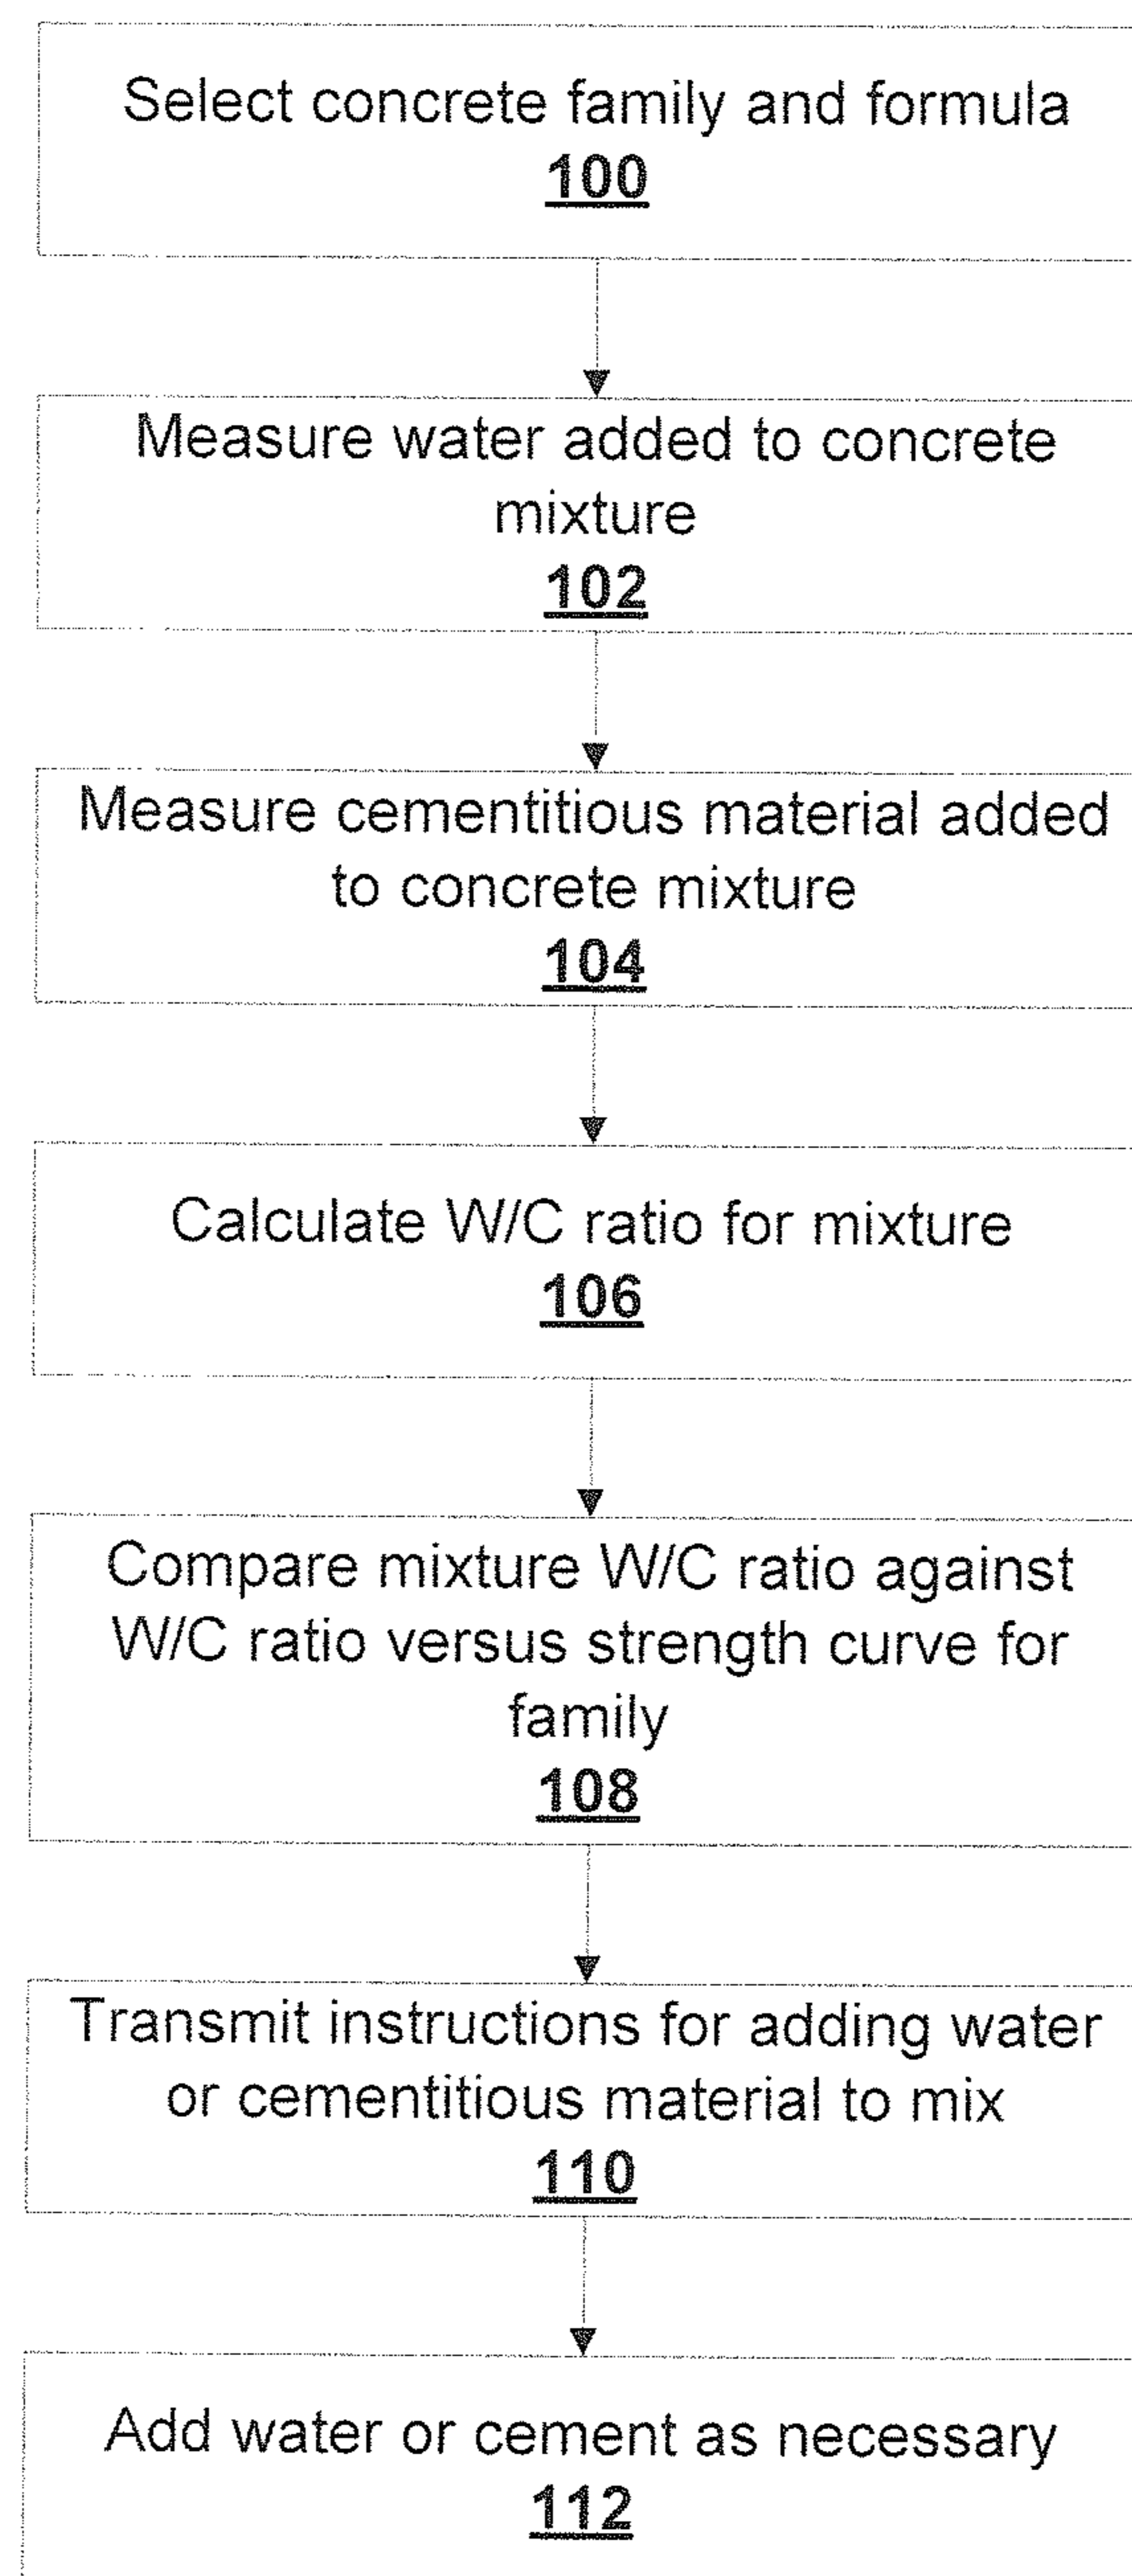 Select concrete family and formula
100
Measure water added to concrete
mixture
102
Measure cementitious material added
to concrete mixture
104
Calculate W/C ratio for mixture
106
Compare mixture W/C ratio against
W/C ratio versus strength curve for
family
108
Transmit instructions for adding water
or cementitious material to mix
110
Add water or cement as necessary
112